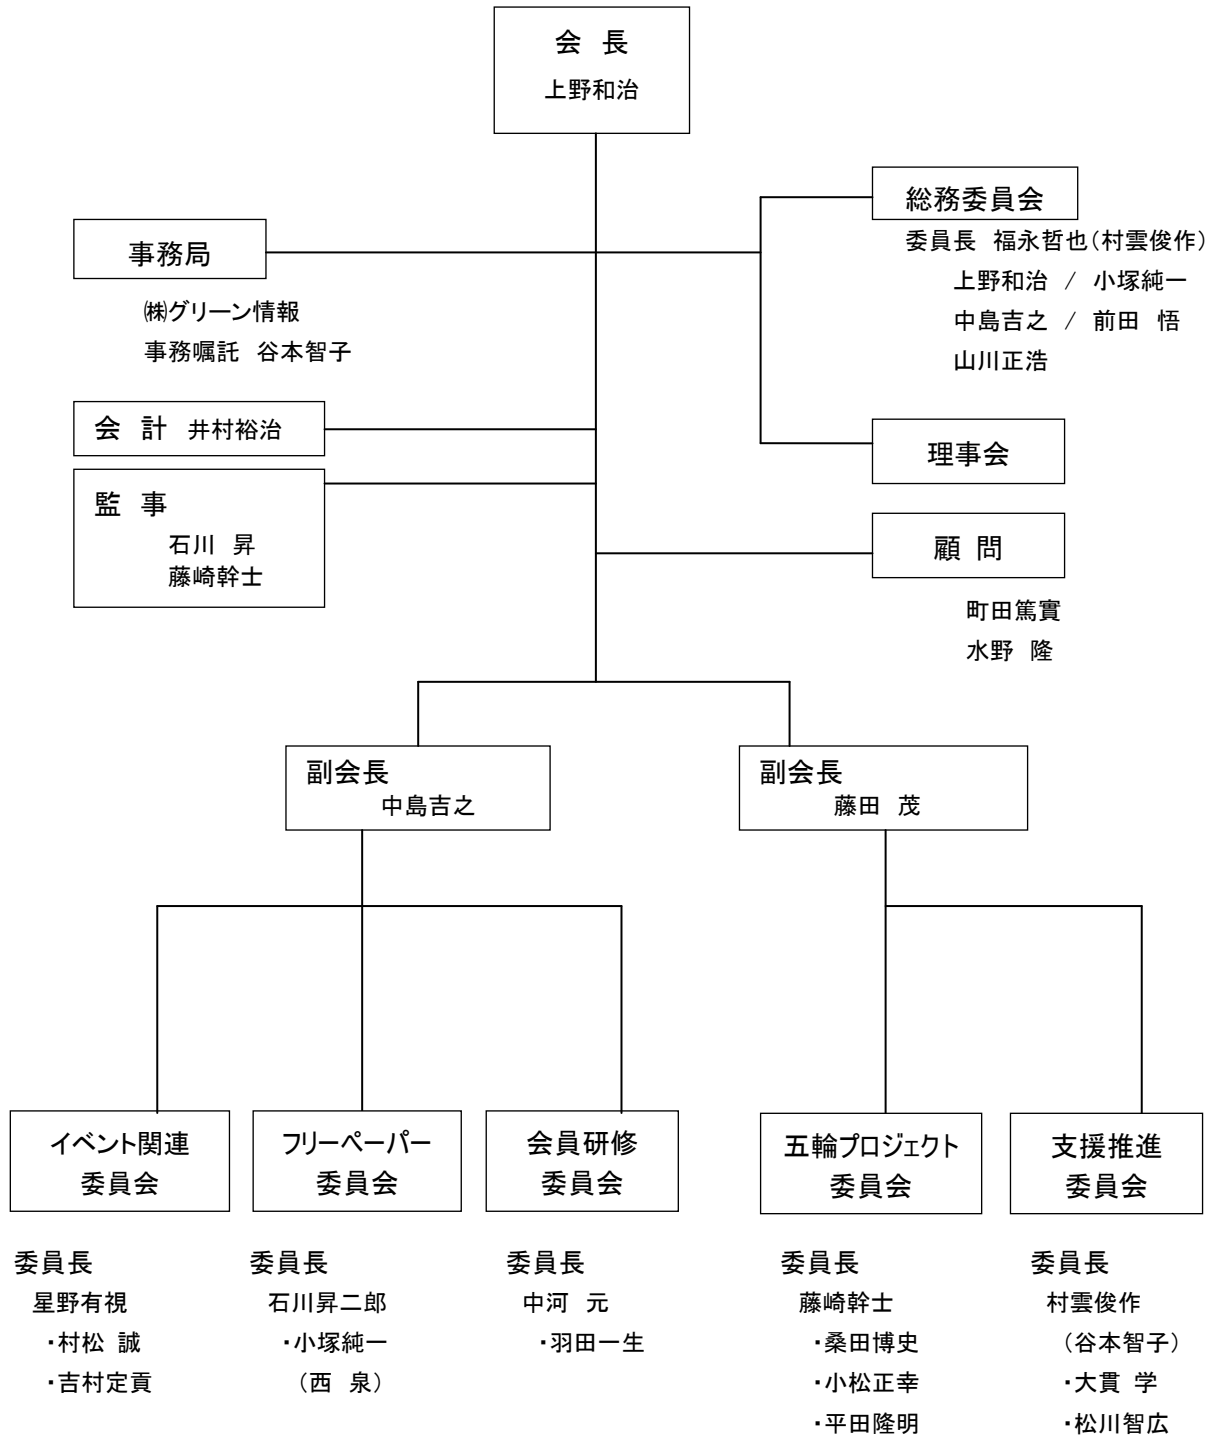 会 長
上野和治
総務委員会
委員長 福永哲也(村雲俊作)
上野和治 / 小塚純一
中島吉之 / 前田 悟
山川正浩
事務局
㈱グリーン情報
事務嘱託 谷本智子
会 計 井村裕治
監 事
石川 昇
藤崎幹士
理事会
顧 問
町田篤實
水野 隆
副会長
中島吉之
副会長
藤田 茂
イベント関連
委員会
委員長
星野有視
・村松 誠
・吉村定貢
フリーペーパー
委員会
委員長
石川昇二郎
・小塚純一
(西 泉)
会員研修
委員会
委員長
中河 元
・羽田一生
五輪プロジェクト
委員会
委員長
藤崎幹士
・桑田博史
・小松正幸
・平田隆明
支援推進
委員会
委員長
村雲俊作
(谷本智子)
・大貫 学
・松川智広